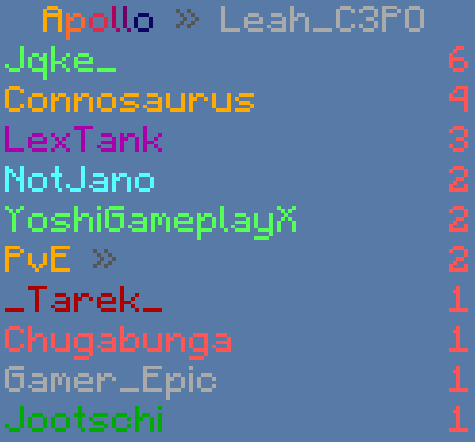 Apollo » Leah_C3PO
Jqke_ 6
Connosaurus 4
LexTank 3
NotJano 2
YoshiGameplayX 2
PvE » 2
_Tarek_ 1
Chugabunga 1
Gamer_Epic 1
Jootschi 1